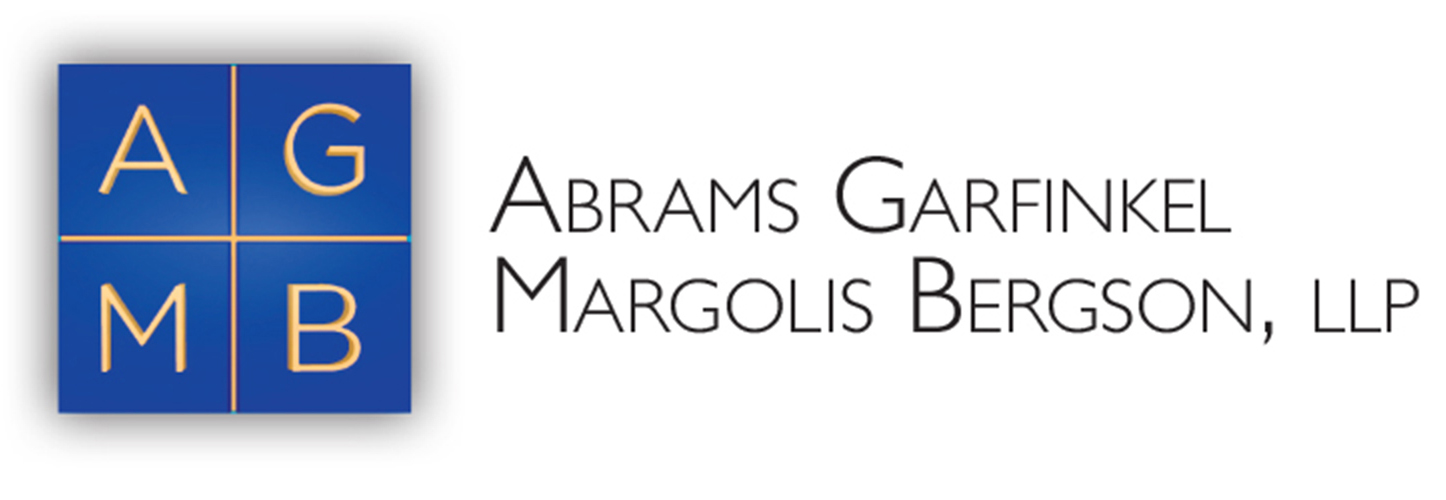 A G
M B
ABRAMS GARFINKEL
MARGOLIS BERGSON, LLP